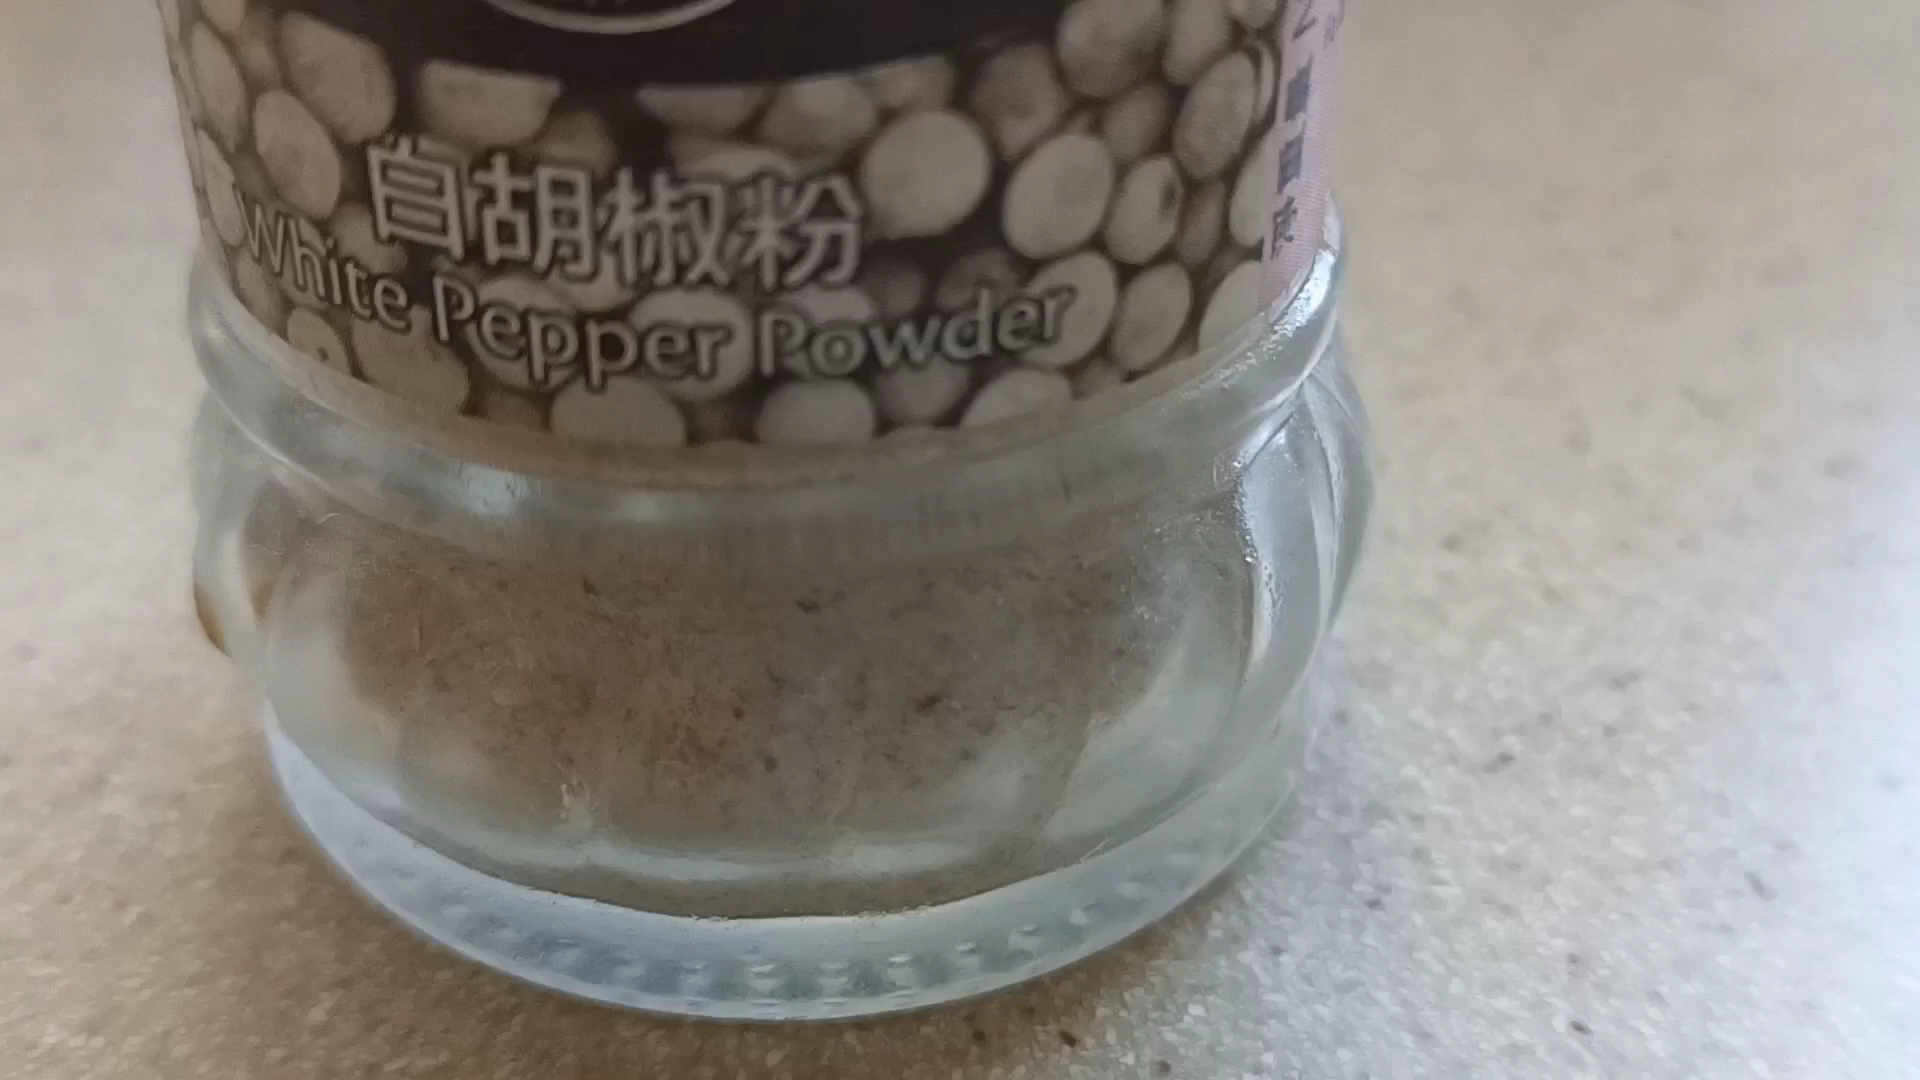 白胡椒粉
White Pepper Powder